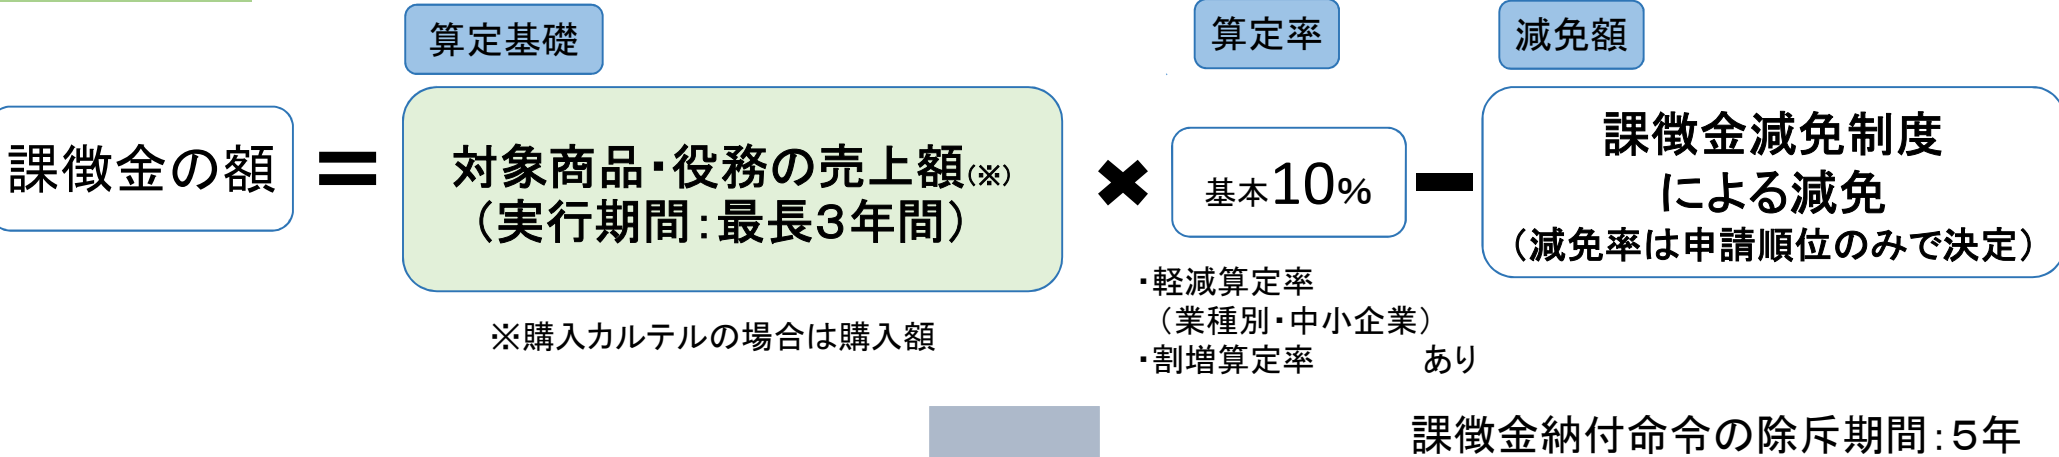 算定基礎
算定率
減免額
課徴金の額
=
対象商品・役務の売上額(※)
（実行期間：最長３年間）
×
基本10%
ー
課徴金減免制度
による減免
（減免率は申請順位のみで決定）
※購入カルテルの場合は購入額
・軽減算定率
（業種別・中小企業）
・割増算定率 あり
課徴金納付命令の除斥期間：５年